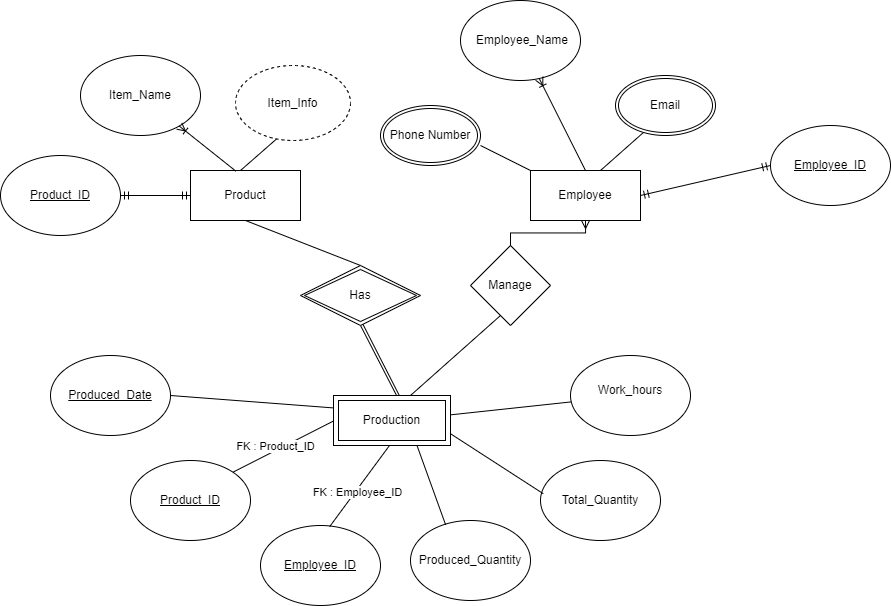 Employee_Name
Item_Name
Item_Info
Phone Number
Email
Product_ID
Product
Employee
Employee_ID
Has
Manage
Produced_Date
Production
Work_hours
FK : Product_ID
Product_ID
FK : Employee_ID
Total_Quantity
Employee_ID
Produced_Quantity